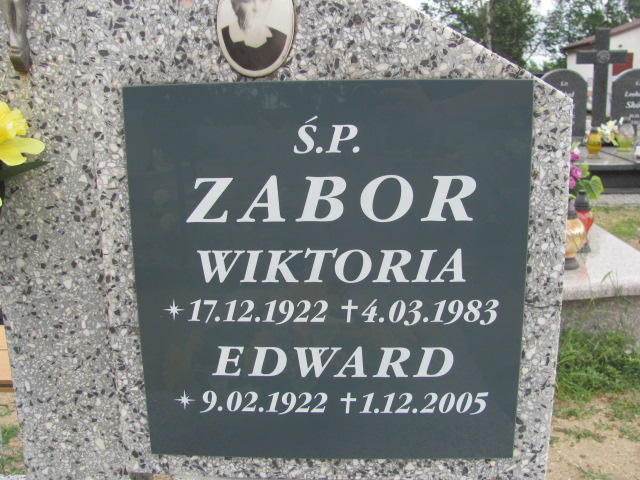 Ś.P.
ZABOR
WIKTORIA
✴17.12.1922 †4.03.1983
EDWARD
✴9.02.1922 †1.12.2005